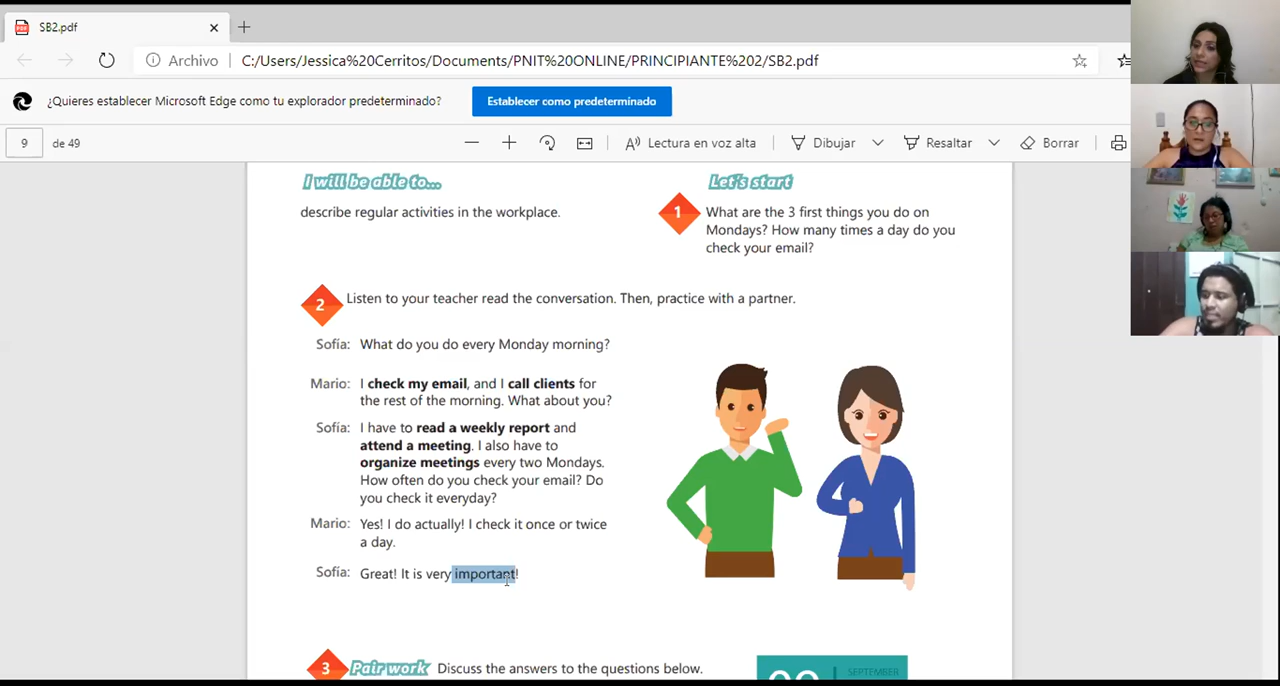 SB2.pdf
Archivo C:/Users/Jessica%20Cerritos/Documents/PNIT%20ONLINE/PRINCIPIANTE%202/SB2.pdf
¿Quieres establecer Microsoft Edge como tu explorador predeterminado? Establecer como predeterminado
9 de 49 Lectura en voz alta Dibujar Resaltar Borrar
I will be able to...
describe regular activities in the workplace.
Let's start
1 What are the 3 first things you do on
Mondays? How many times a day do you
check your email?
2 Listen to your teacher read the conversation. Then, practice with a partner.
Sofía: What do you do every Monday morning?
Mario: I check my email, and I call clients for
the rest of the morning. What about you?
Sofía: I have to read a weekly report and
attend a meeting. I also have to
organize meetings every two Mondays.
How often do you check your email? Do
you check it everyday?
Mario: Yes! I do actually! I check it once or twice
a day.
Sofía: Great! It is very important!
3 Pair work Discuss the answers to the questions below.
SEPTEMBER